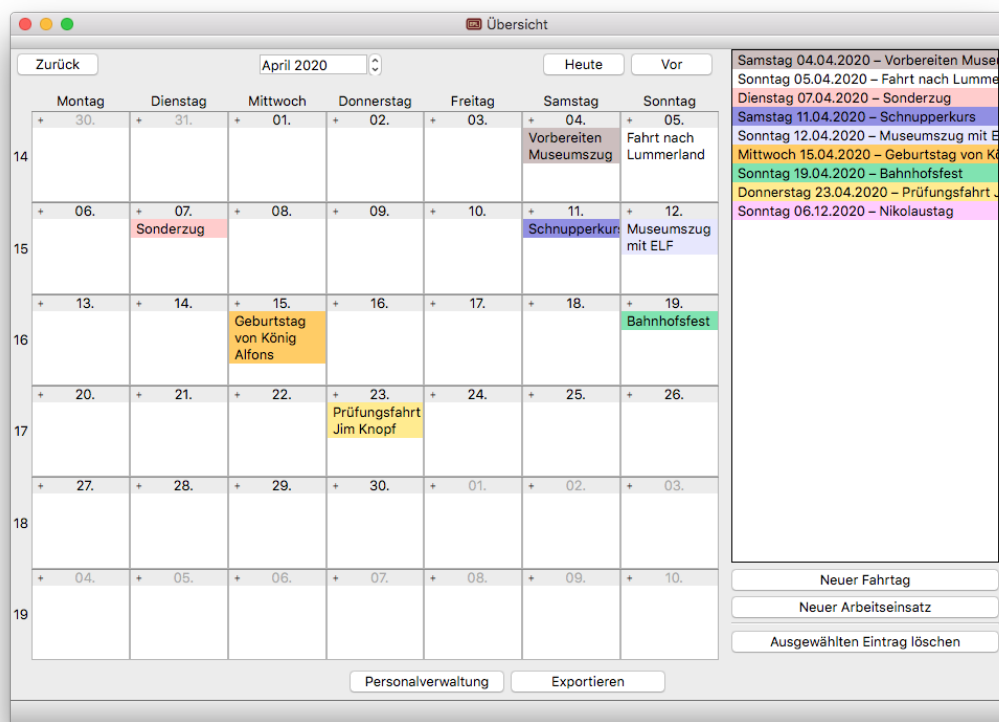 EPL Übersicht
Zurück April 2020 Heute Vor
Montag Dienstag Mittwoch Donnerstag Freitag Samstag Sonntag
+ 30. + 31. + 01. + 02. + 03. + 04. + 05.
14
Vorbereiten
Museumszug
Fahrt nach
Lummerland
+ 06. + 07. + 08. + 09. + 10. + 11. + 12.
15
Sonderzug
Schnupperkurs
Museumszug
mit ELF
+ 13. + 14. + 15. + 16. + 17. + 18. + 19.
16
Geburtstag
von König
Alfons
Bahnhofsfest
+ 20. + 21. + 22. + 23. + 24. + 25. + 26.
17
Prüfungsfahrt
Jim Knopf
+ 27. + 28. + 29. + 30. + 01. + 02. + 03.
18
+ 04. + 05. + 06. + 07. + 08. + 09. + 10.
19
Samstag 04.04.2020 – Vorbereiten Muse
Sonntag 05.04.2020 – Fahrt nach Lumme
Dienstag 07.04.2020 – Sonderzug
Samstag 11.04.2020 – Schnupperkurs
Sonntag 12.04.2020 – Museumszug mit E
Mittwoch 15.04.2020 – Geburtstag von Kö
Sonntag 19.04.2020 – Bahnhofsfest
Donnerstag 23.04.2020 – Prüfungsfahrt J
Sonntag 06.12.2020 – Nikolaustag
Neuer Fahrtag
Neuer Arbeitseinsatz
Ausgewählten Eintrag löschen
Personalverwaltung Exportieren